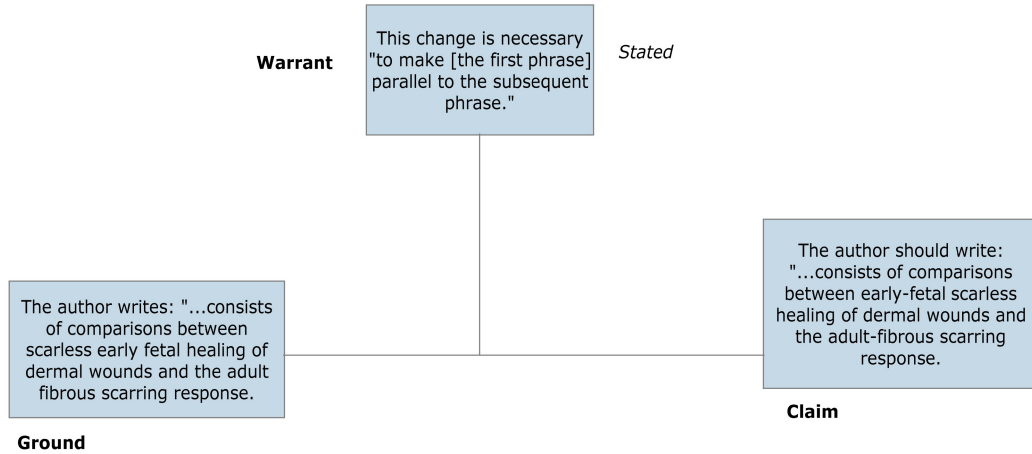 Warrant
This change is necessary
"to make [the first phrase]
parallel to the subsequent
phrase."
Stated
The author writes: "...consists
of comparisons between
scarless early fetal healing of
dermal wounds and the adult
fibrous scarring response.
Ground
The author should write:
"...consists of comparisons
between early-fetal scarless
healing of dermal wounds and
the adult-fibrous scarring
response.
Claim